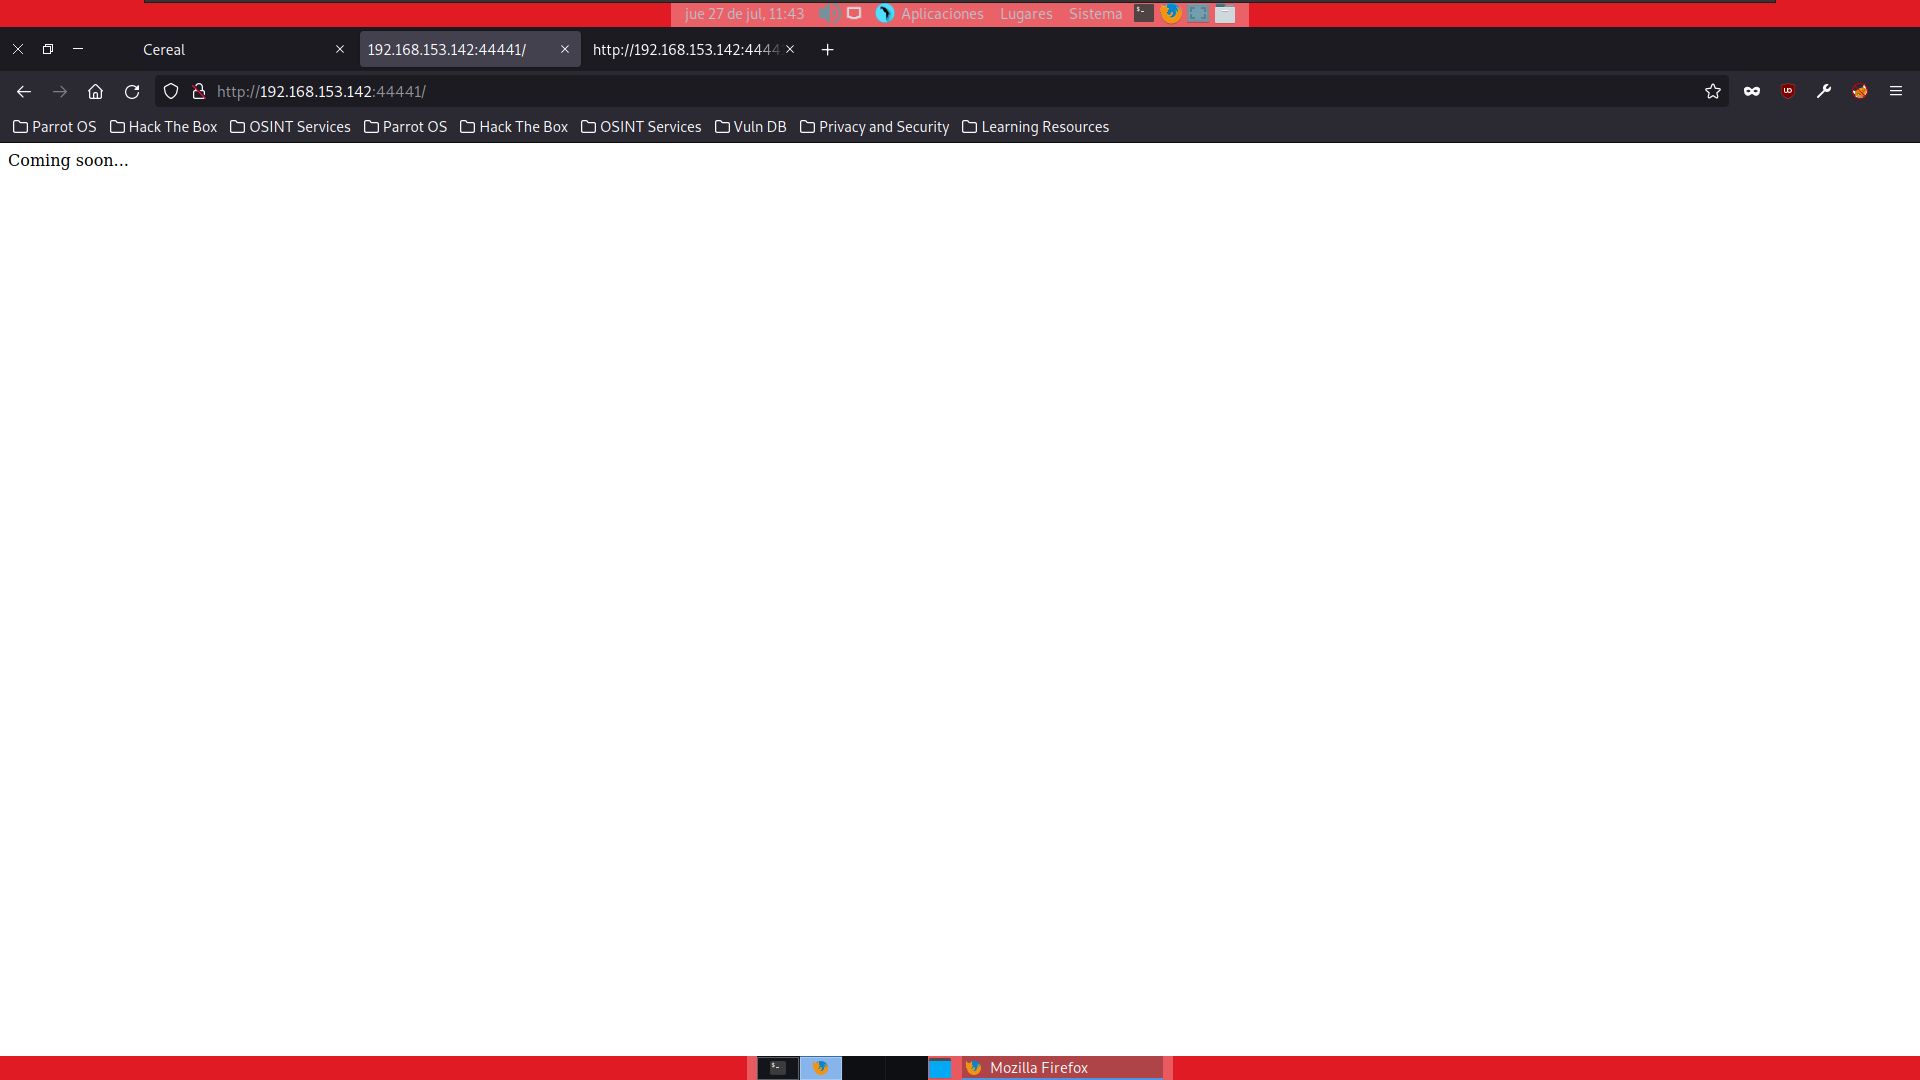 jue 27 de jul, 11:43 Aplicaciones Lugares Sistema
Cereal 192.168.153.142:44441/ http://192.168.153.142:4444
http://192.168.153.142:44441/
Parrot OS Hack The Box OSINT Services Parrot OS Hack The Box OSINT Services Vuln DB Privacy and Security Learning Resources
Coming soon...
Mozilla Firefox